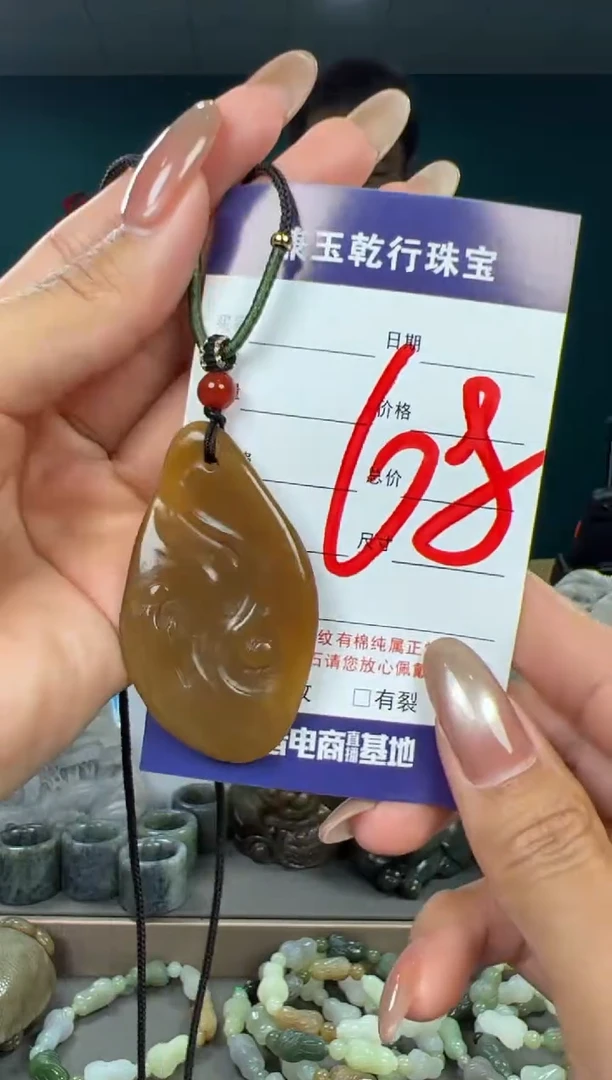 玉乾行珠宝
日期
价格
68
总价
尺寸
纹有棉纯属正
石请您放心佩戴
□有裂
电商直播基地